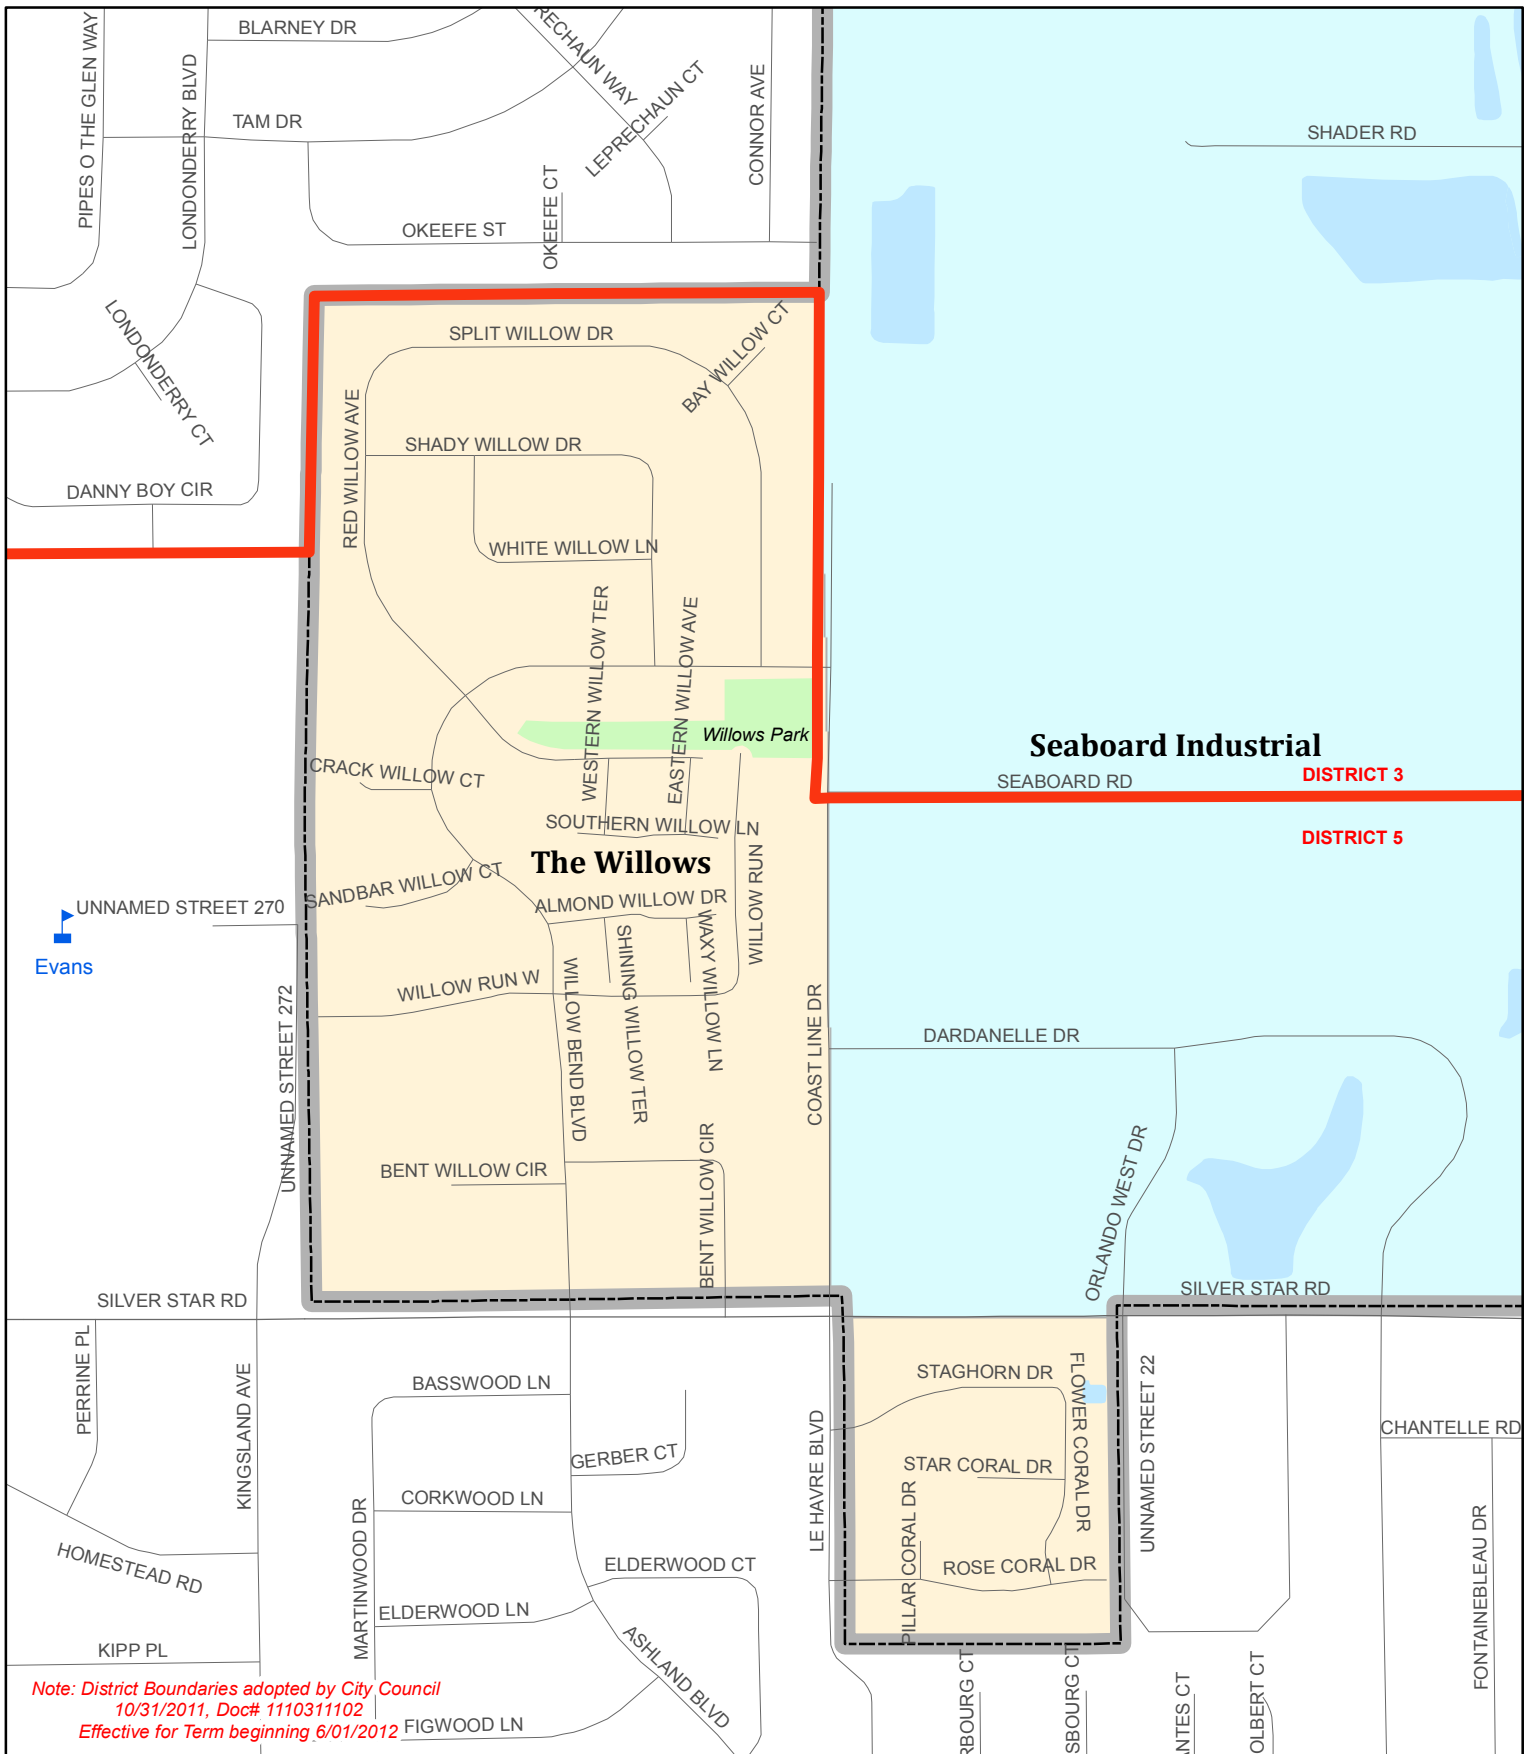 BLARNEY DR
PIPES O THE GLEN WAY
LONDONDERRY BLVD
RECHAUN WAY
LEPRECHAUN CT
CONNOR AVE
TAM DR
SHADER RD
OKEEFE ST
OKEEFE CT
LONDONDERRY CT
SPLIT WILLOW DR
BAY WILLOW CT
RED WILLOW AVE
SHADY WILLOW DR
DANNY BOY CIR
WHITE WILLOW LN
WESTERN WILLOW TER
EASTERN WILLOW AVE
Willows Park
Seaboard Industrial
DISTRICT 3
SEABOARD RD
CRACK WILLOW CT
SOUTHERN WILLOW LN
DISTRICT 5
The Willows
WILLOW RUN
SANDBAR WILLOW CT
ALMOND WILLOW DR
UNNAMED STREET 270
Evans
SHINING WILLOW TER
WAXY WILLOW LN
WILLOW RUN W
WILLOW BEND BLVD
UNNAMED STREET 272
COAST LINE DR
DARDANELLE DR
BENT WILLOW CIR
BENT WILLOW CIR
ORLANDO WEST DR
SILVER STAR RD
SILVER STAR RD
PERRINE PL
KINGSLAND AVE
BASSWOOD LN
STAGHORN DR
FLOWER CORAL DR
UNNAMED STREET 22
LE HAVRE BLVD
CHANTELLE RD
GERBER CT
STAR CORAL DR
CORKWOOD LN
MARTINWOOD DR
PILLAR CORAL DR
HOMESTEAD RD
ELDERWOOD CT
ROSE CORAL DR
FONTAINEBLEAU DR
ELDERWOOD LN
ASHLAND BLVD
KIPP PL
RBOURG CT
SBOURG CT
ANTES CT
OLBERT CT
Note: District Boundaries adopted by City Council
10/31/2011, Doc# 1110311102
Effective for Term beginning 6/01/2012
FIGWOOD LN